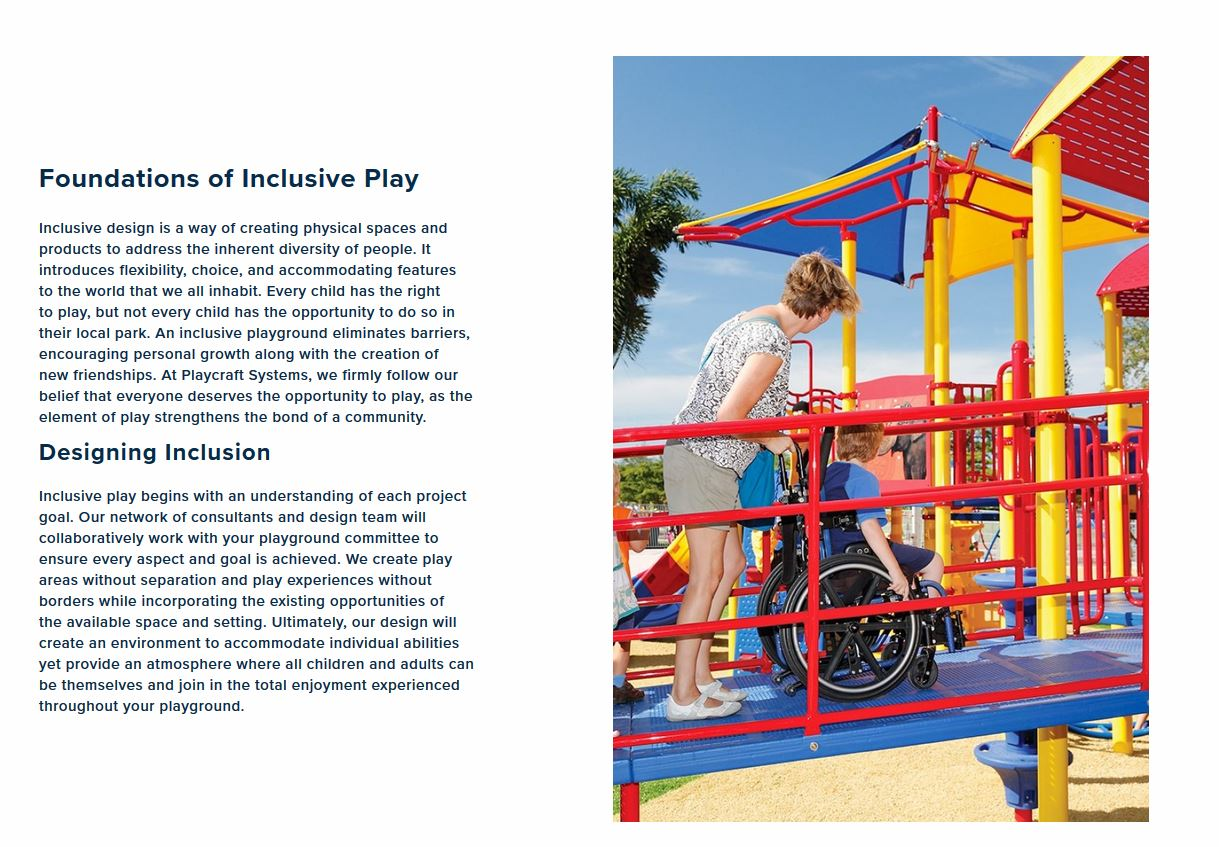 Foundations of Inclusive Play
Inclusive design is a way of creating physical spaces and
products to address the inherent diversity of people. It
introduces flexibility, choice, and accommodating features
to the world that we all inhabit. Every child has the right
to play, but not every child has the opportunity to do so in
their local park. An inclusive playground eliminates barriers,
encouraging personal growth along with the creation of
new friendships. At Playcraft Systems, we firmly follow our
belief that everyone deserves the opportunity to play, as the
element of play strengthens the bond of a community.
Designing Inclusion
Inclusive play begins with an understanding of each project
goal. Our network of consultants and design team will
collaboratively work with your playground committee to
ensure every aspect and goal is achieved. We create play
areas without separation and play experiences without
borders while incorporating the existing opportunities of
the available space and setting. Ultimately, our design will
create an environment to accommodate individual abilities
yet provide an atmosphere where all children and adults can
be themselves and join in the total enjoyment experienced
throughout your playground.